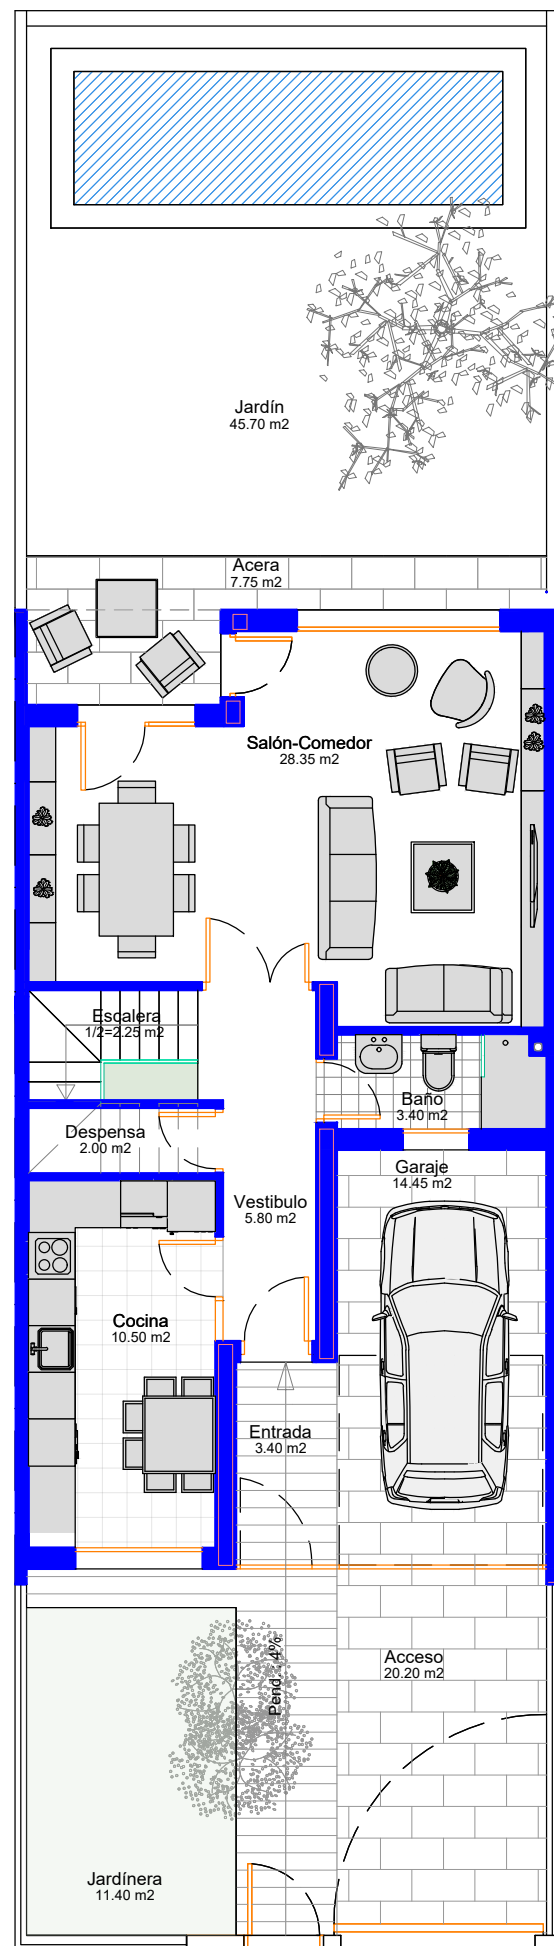 Jardín
45.70 m2
Acera
7.75 m2
Salón-Comedor
28.35 m2
Escalera
1/2=2.25 m2
Baño
3.40 m2
Despensa
2.00 m2
Garaje
14.45 m2
Vestibulo
5.80 m2
Cocina
10.50 m2
Entrada
3.40 m2
Pend.. 4%
Acceso
20.20 m2
Jardínera
11.40 m2